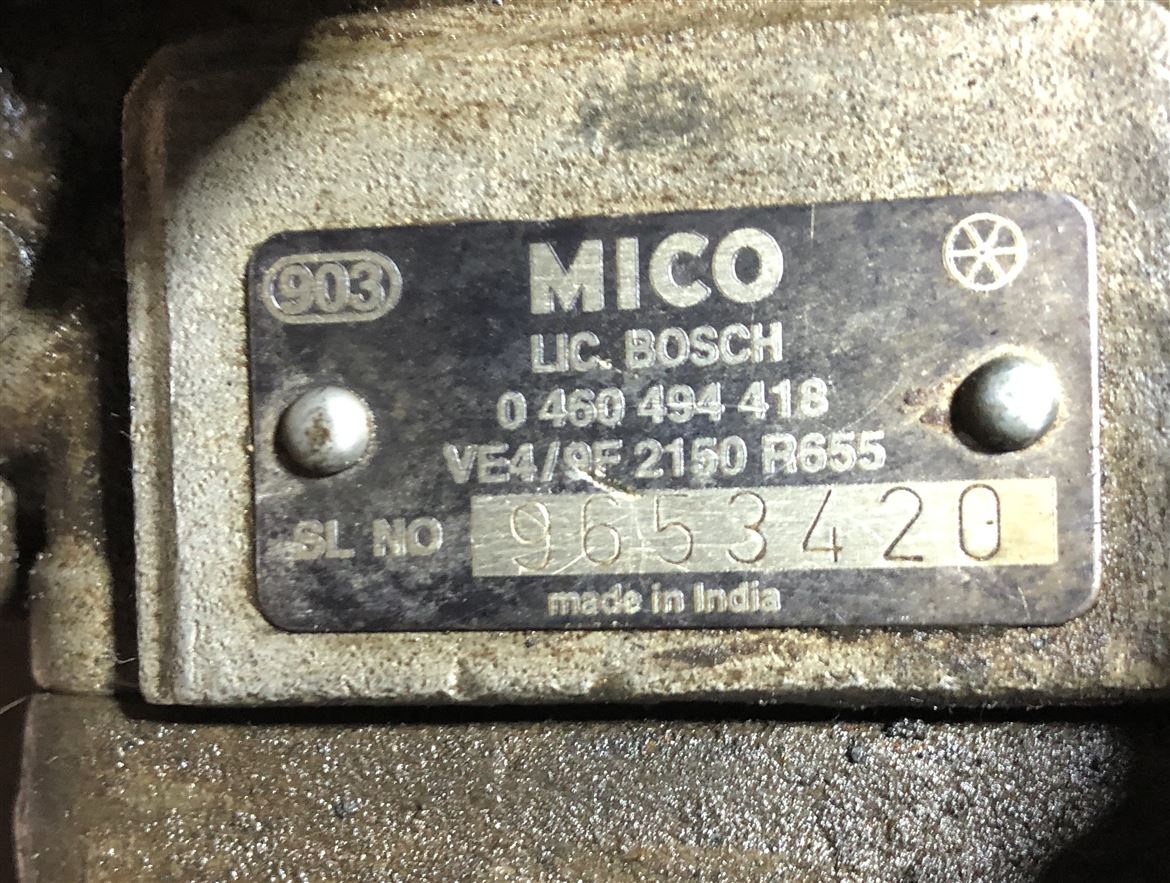 903
MICO
LIC. BOSCH
0 460 494 418
VE4/9F 2150 R655
SL NO 9653420
made in India